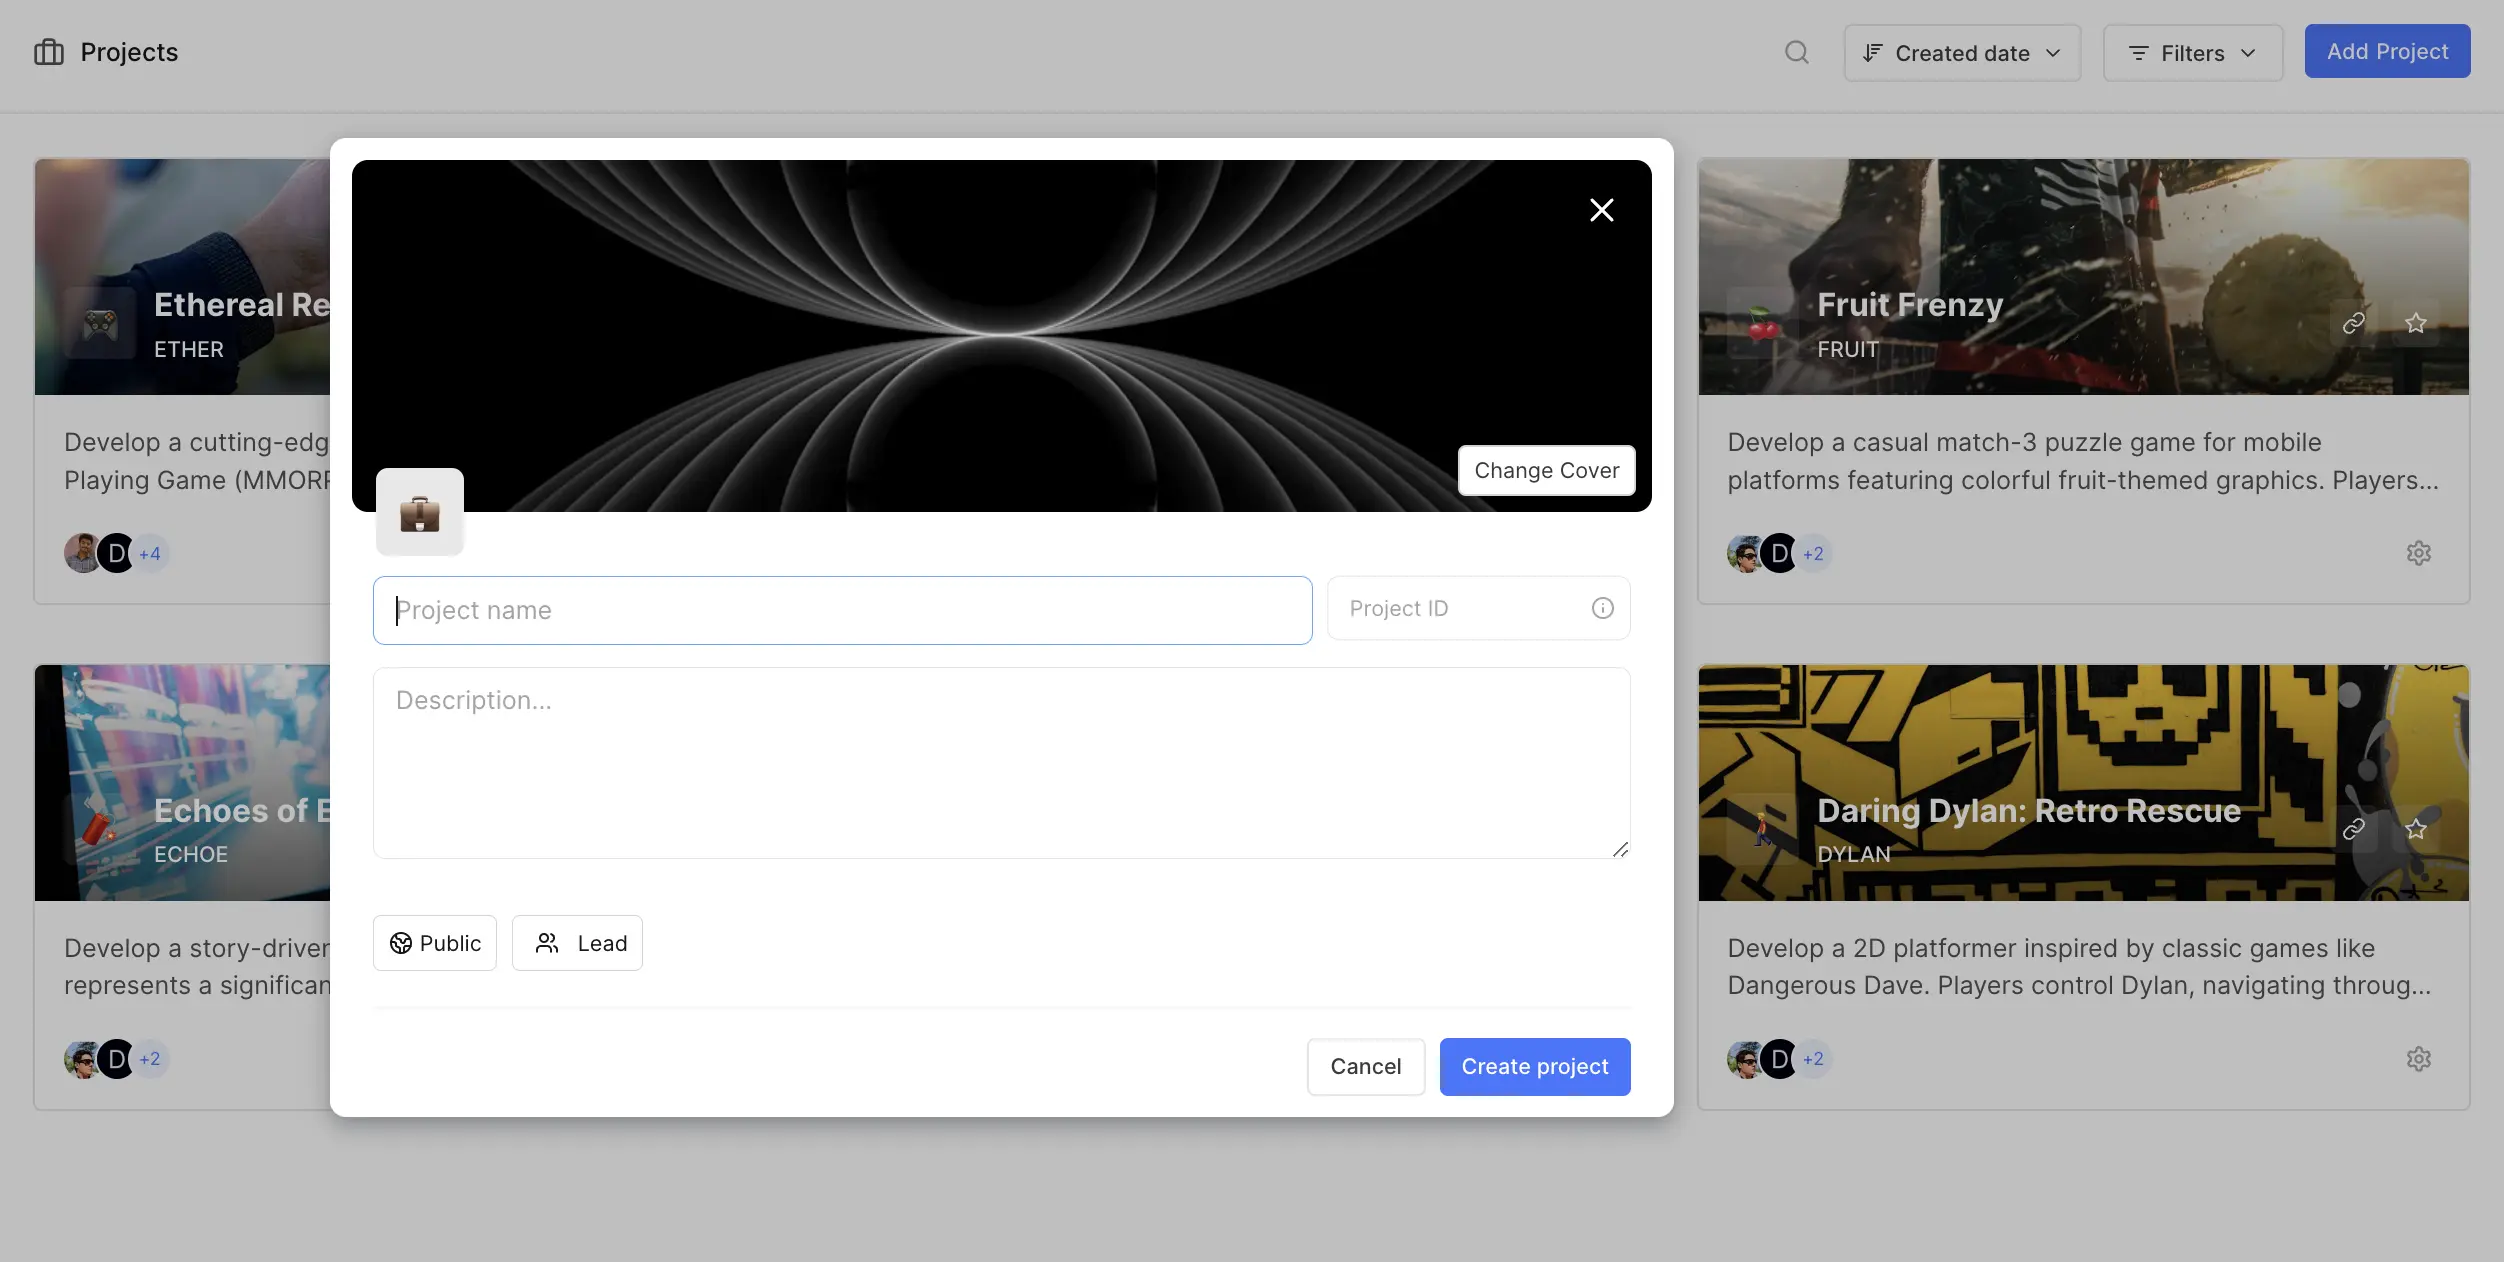 Projects
Created date
Filters
Add Project
Ethereal Re
ETHER
Develop a cutting-edg
Playing Game (MMORP
D
+4
Echoes of E
ECHOE
Develop a story-driver
represents a significan
D
+2
Change Cover
Project name
Project ID
Description...
Public
Lead
Cancel
Create project
Fruit Frenzy
FRUIT
Develop a casual match-3 puzzle game for mobile
platforms featuring colorful fruit-themed graphics. Players...
D
+2
Daring Dylan: Retro Rescue
DYLAN
Develop a 2D platformer inspired by classic games like
Dangerous Dave. Players control Dylan, navigating throug...
D
+2